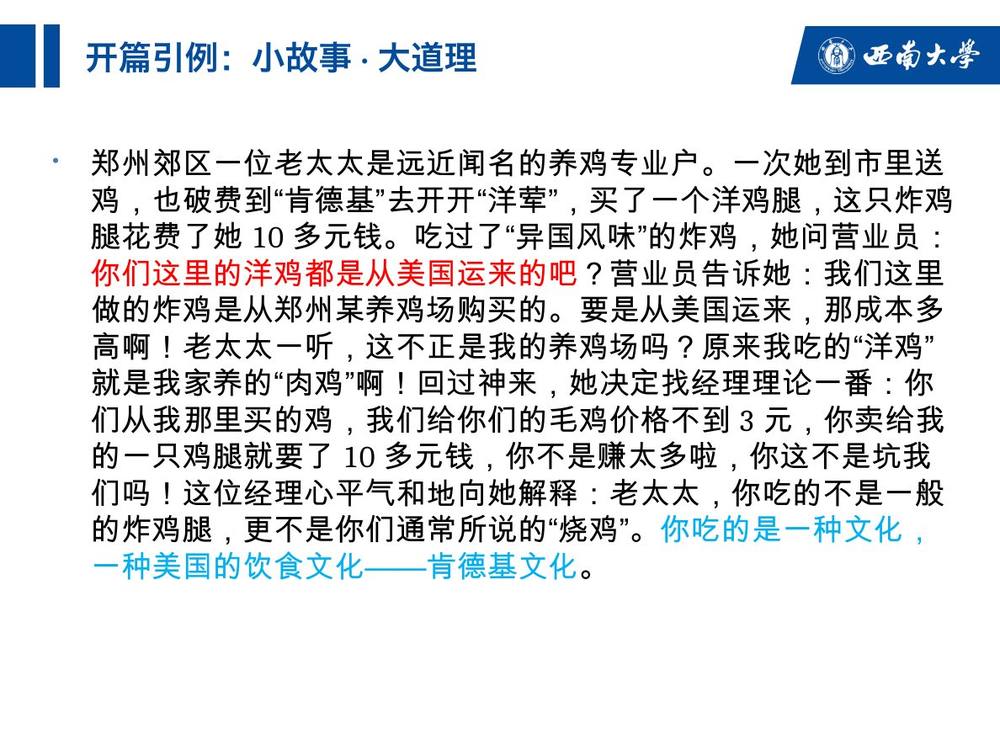 开篇引例：小故事·大道理
西南大学
• 郑州郊区一位老太太是远近闻名的养鸡专业户。一次她到市里送
鸡，也破费到“肯德基”去开开“洋荤”，买了一个洋鸡腿，这只炸鸡
腿花费了她 10 多元钱。吃过了“异国风味”的炸鸡，她问营业员：
你们这里的洋鸡都是从美国运来的吧？营业员告诉她：我们这里
做的炸鸡是从郑州某养鸡场购买的。要是从美国运来，那成本多
高啊！老太太一听，这不正是我的养鸡场吗？原来我吃的“洋鸡”
就是我家养的“肉鸡”啊！回过神来，她决定找经理理论一番：你
们从我那里买的鸡，我们给你们的毛鸡价格不到 3 元，你卖给我
的一只鸡腿就要了 10 多元钱，你不是赚太多啦，你这不是坑我
们吗！这位经理心平气和地向她解释：老太太，你吃的不是一般
的炸鸡腿，更不是你们通常所说的“烧鸡”。你吃的是一种文化，
一种美国的饮食文化——肯德基文化。